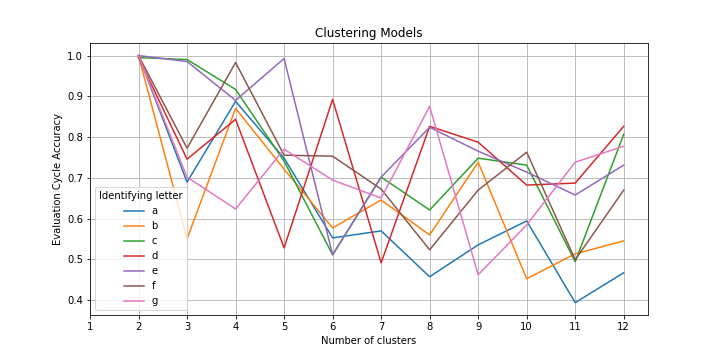 Clustering Models
Evaluation Cycle Accuracy
1.0
0.9
0.8
0.7
0.6
0.5
0.4
Identifying letter
a
b
c
d
e
f
g
1 2 3 4 5 6 7 8 9 10 11 12
Number of clusters